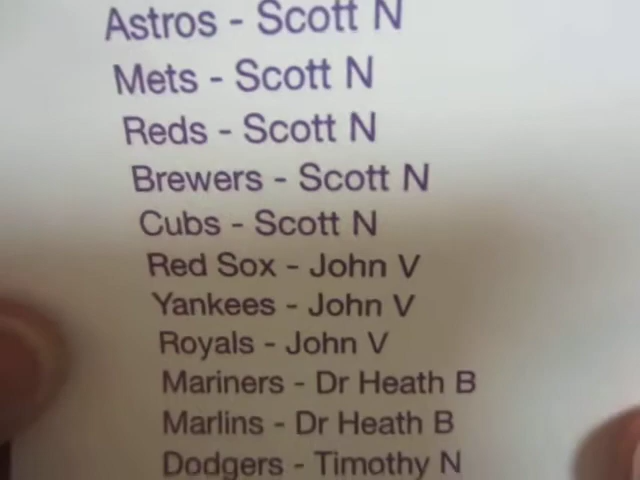 Astros - Scott N
Mets - Scott N
Reds - Scott N
Brewers - Scott N
Cubs - Scott N
Red Sox - John V
Yankees - John V
Royals - John V
Mariners - Dr Heath B
Marlins - Dr Heath B
Dodgers - Timothy N